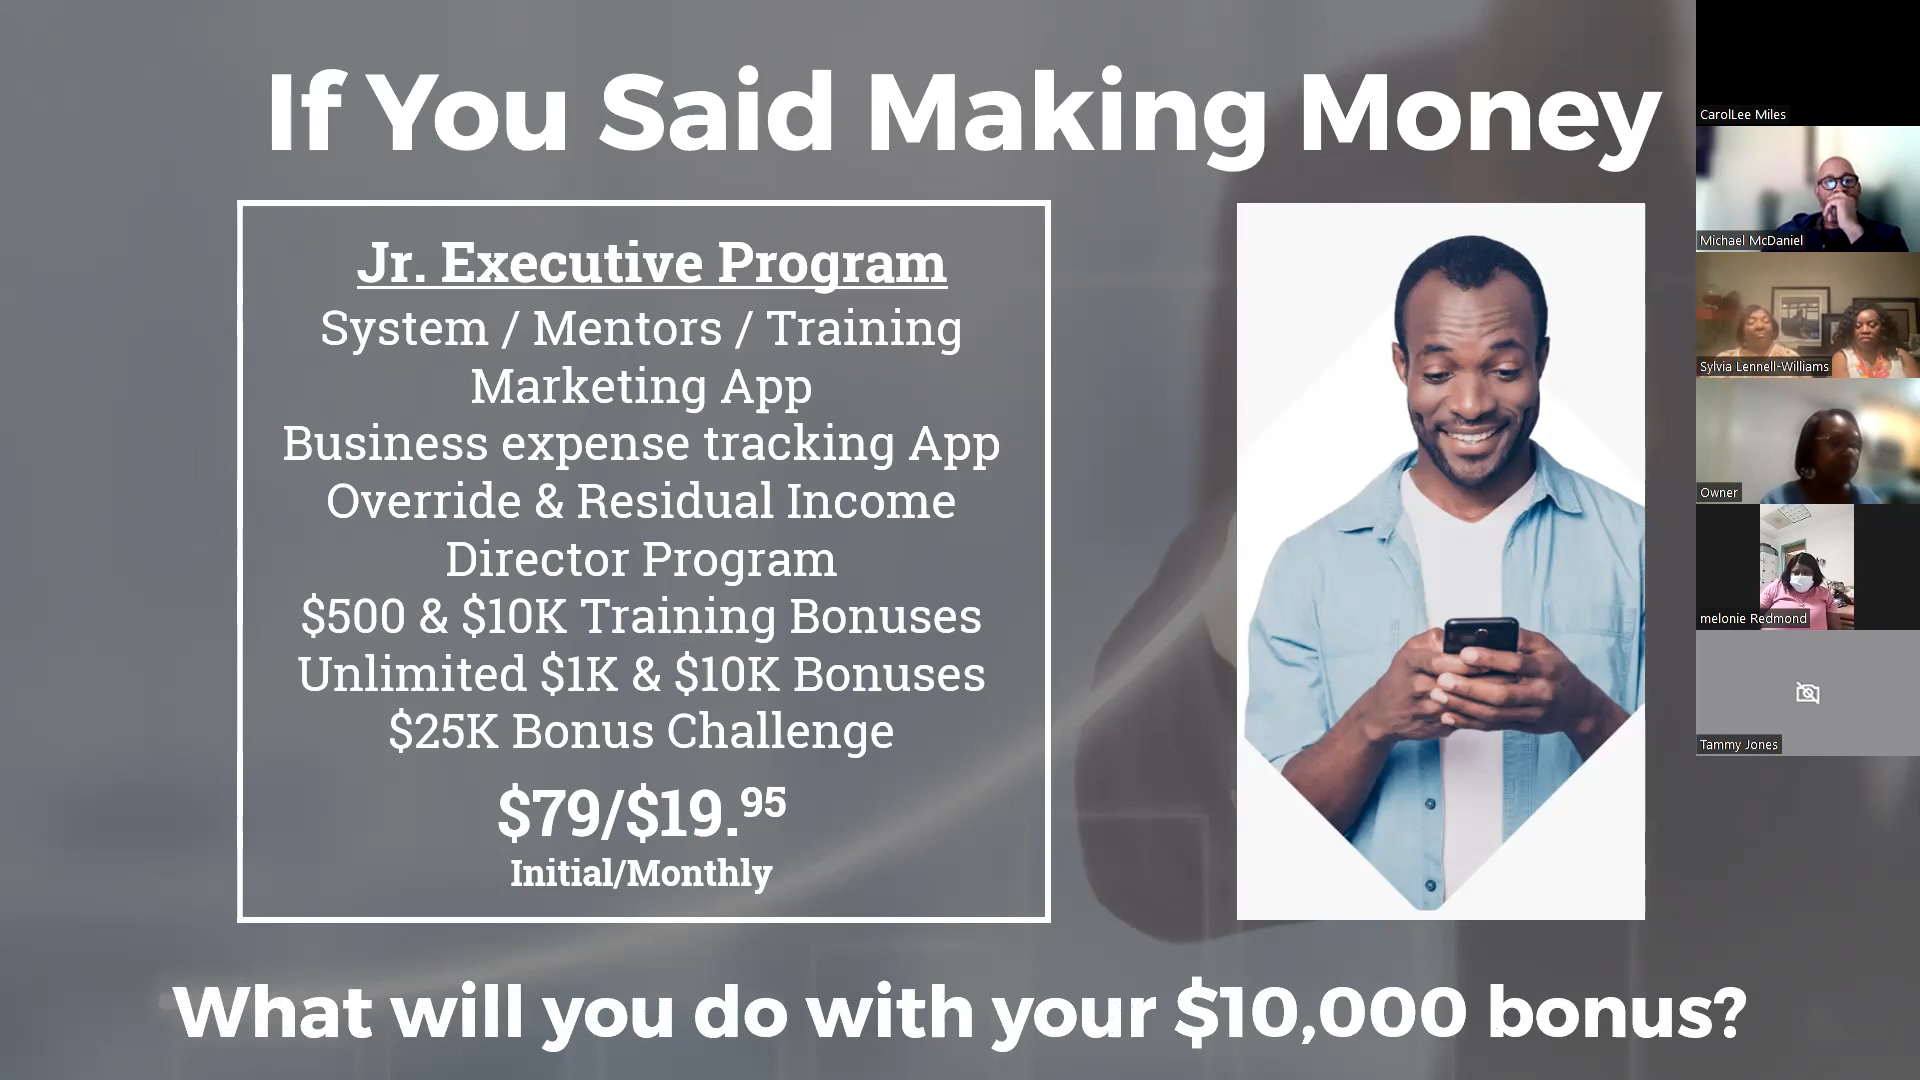 If You Said Making Money
Jr. Executive Program
System / Mentors / Training
Marketing App
Business expense tracking App
Override & Residual Income
Director Program
$500 & $10K Training Bonuses
Unlimited $1K & $10K Bonuses
$25K Bonus Challenge
$79/$19.95
Initial/Monthly
What will you do with your $10,000 bonus?
CarolLee Miles
Michael McDaniel
Sylvia Lennell-Williams
Owner
melonie Redmond
Tammy Jones